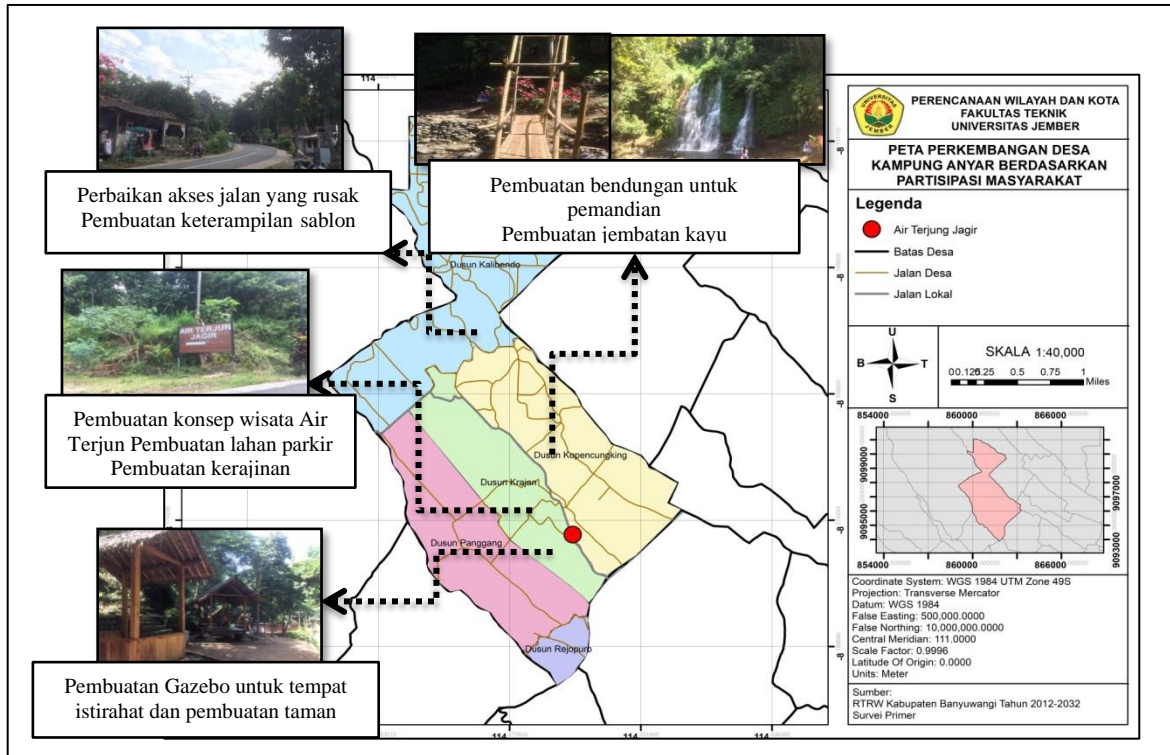 Perbaikan akses jalan yang rusak
Pembuatan keterampilan sablon
Pembuatan bendungan untuk
pemandian
Pembuatan jembatan kayu
AIR TERJUN
JAGIR
Pembuatan konsep wisata Air
Terjun Pembuatan lahan parkir
Pembuatan kerajinan
Pembuatan Gazebo untuk tempat
istirahat dan pembuatan taman
Dusun Kalibendo
Dusun Kopencungking
Dusun Krajan
Dusun Panggang
Dusun Rejopuro
UNIVERSITAS
JEMBER
PERENCANAAN WILAYAH DAN KOTA
FAKULTAS TEKNIK
UNIVERSITAS JEMBER
PETA PERKEMBANGAN DESA
KAMPUNG ANYAR BERDASARKAN
PARTISIPASI MASYARAKAT
Legenda
Air Terjung Jagir
Batas Desa
Jalan Desa
Jalan Lokal
U
B T
S
SKALA 1:40,000
0 0.125 0.25 0.5 0.75 1
Miles
854000 860000 866000
9099000
9095000
9097000
9093000
854000 860000 866000
Coordinate System: WGS 1984 UTM Zone 49S
Projection: Transverse Mercator
Datum: WGS 1984
False Easting: 500,000.0000
False Northing: 10,000,000.0000
Central Meridian: 111.0000
Scale Factor: 0.9996
Latitude Of Origin: 0.0000
Units: Meter
Sumber:
RTRW Kabupaten Banyuwangi Tahun 2012-2032
Survei Primer